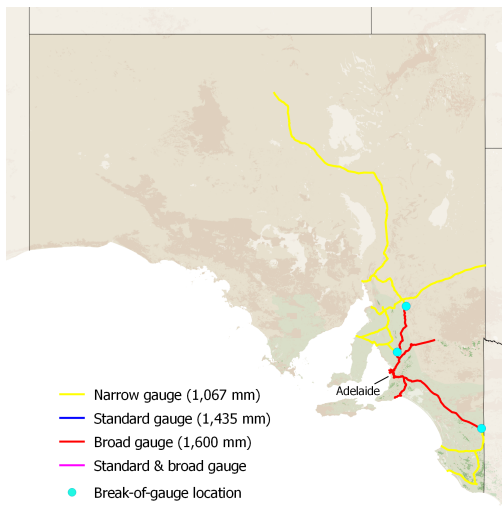 Adelaide
Narrow gauge (1,067 mm)
Standard gauge (1,435 mm)
Broad gauge (1,600 mm)
Standard & broad gauge
Break-of-gauge location